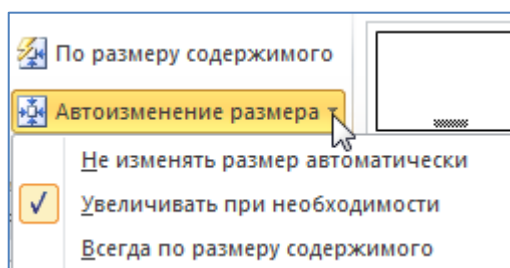 По размеру содержимого
Автоизменение размера
Не изменять размер автоматически
Увеличивать при необходимости
Всегда по размеру содержимого